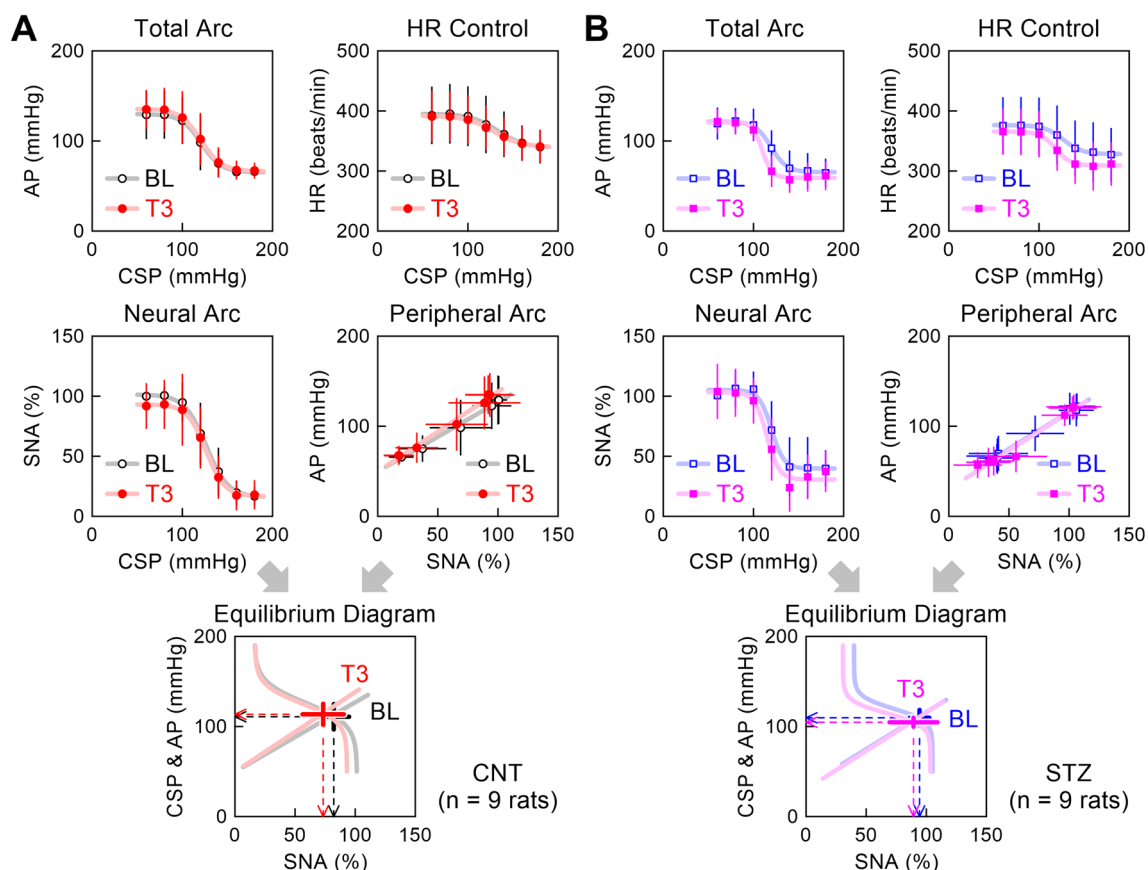 A
Total Arc
200
100
0
AP (mmHg)
BL
T3
0
100
200
CSP (mmHg)
HR Control
500
400
300
200
HR (beats/min)
BL
T3
0
100
200
CSP (mmHg)
Neural Arc
150
100
50
0
SNA (%)
BL
T3
0
100
200
CSP (mmHg)
Peripheral Arc
200
100
0
AP (mmHg)
BL
T3
0
50
100
150
SNA (%)
Equilibrium Diagram
200
100
0
CSP & AP (mmHg)
T3
BL
0
50
100
150
SNA (%)
CNT
(n = 9 rats)
B
Total Arc
200
100
0
AP (mmHg)
BL
T3
0
100
200
CSP (mmHg)
HR Control
500
400
300
200
HR (beats/min)
BL
T3
0
100
200
CSP (mmHg)
Neural Arc
150
100
50
0
SNA (%)
BL
T3
0
100
200
CSP (mmHg)
Peripheral Arc
200
100
0
AP (mmHg)
BL
T3
0
50
100
150
SNA (%)
Equilibrium Diagram
200
100
0
CSP & AP (mmHg)
T3
BL
0
50
100
150
SNA (%)
STZ
(n = 9 rats)